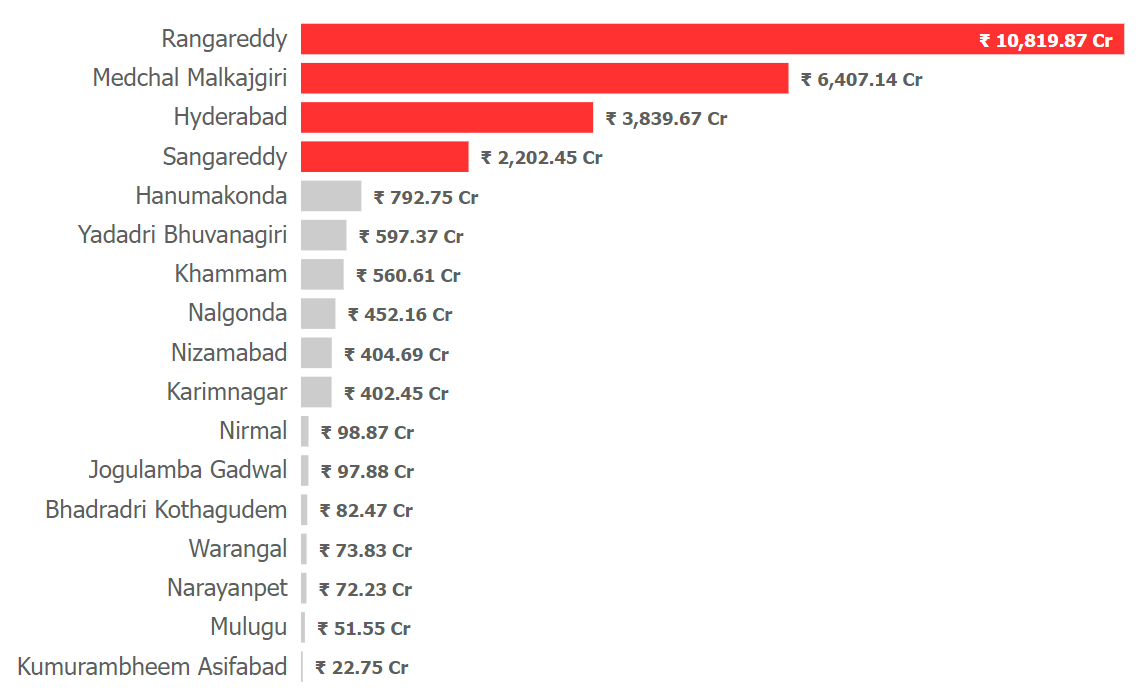 Rangareddy ₹ 10,819.87 Cr
Medchal Malkajgiri ₹ 6,407.14 Cr
Hyderabad ₹ 3,839.67 Cr
Sangareddy ₹ 2,202.45 Cr
Hanumakonda ₹ 792.75 Cr
Yadadri Bhuvanagiri ₹ 597.37 Cr
Khammam ₹ 560.61 Cr
Nalgonda ₹ 452.16 Cr
Nizamabad ₹ 404.69 Cr
Karimnagar ₹ 402.45 Cr
Nirmal ₹ 98.87 Cr
Jogulamba Gadwal ₹ 97.88 Cr
Bhadradri Kothagudem ₹ 82.47 Cr
Warangal ₹ 73.83 Cr
Narayanpet ₹ 72.23 Cr
Mulugu ₹ 51.55 Cr
Kumurambheem Asifabad ₹ 22.75 Cr